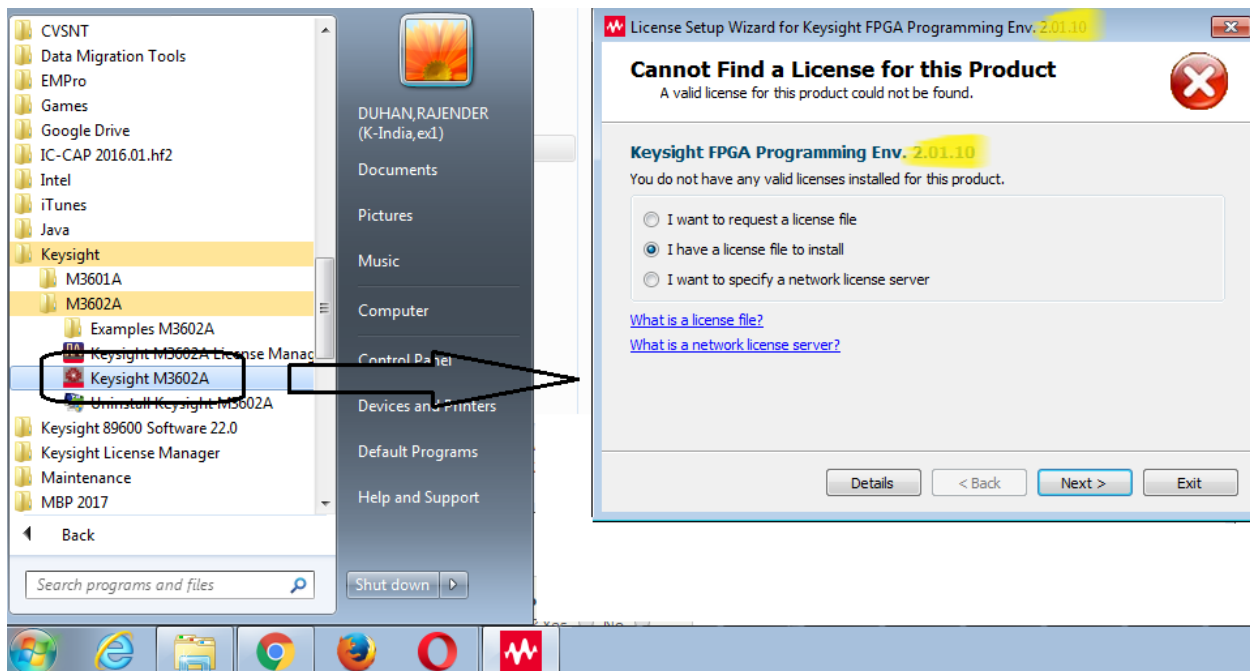 CVSNT
Data Migration Tools
EMPro
Games
Google Drive
IC-CAP 2016.01.hf2
Intel
iTunes
Java
Keysight
M3601A
M3602A
Examples M3602A
Keysight M3602A License Manag
Keysight M3602A
Uninstall Keysight M3602A
Keysight 89600 Software 22.0
Keysight License Manager
Maintenance
MBP 2017
Back
Search programs and files
DUHAN,RAJENDER
(K-India,ex1)
Documents
Pictures
Music
Computer
Control Panel
Devices and Printers
Default Programs
Help and Support
Shut down
License Setup Wizard for Keysight FPGA Programming Env. 2.01.10
Cannot Find a License for this Product
A valid license for this product could not be found.
Keysight FPGA Programming Env. 2.01.10
You do not have any valid licenses installed for this product.
I want to request a license file
I have a license file to install
I want to specify a network license server
What is a license file?
What is a network license server?
Details
< Back
Next >
Exit
Yes No